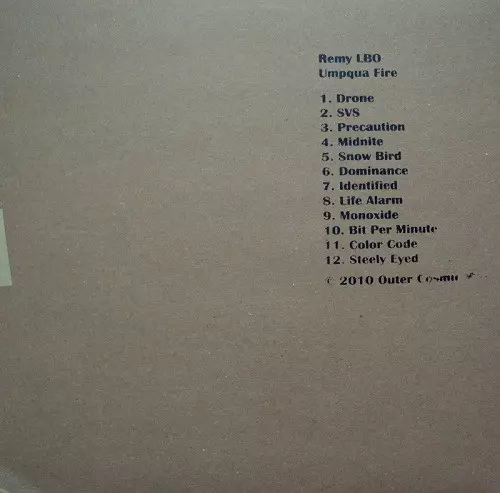 Remy LBO
Umpqua Fire
1. Drone
2. SVS
3. Precaution
4. Midnite
5. Snow Bird
6. Dominance
7. Identified
8. Life Alarm
9. Monoxide
10. Bit Per Minute
11. Color Code
12. Steely Eyed
© 2010 Outer Cosmic